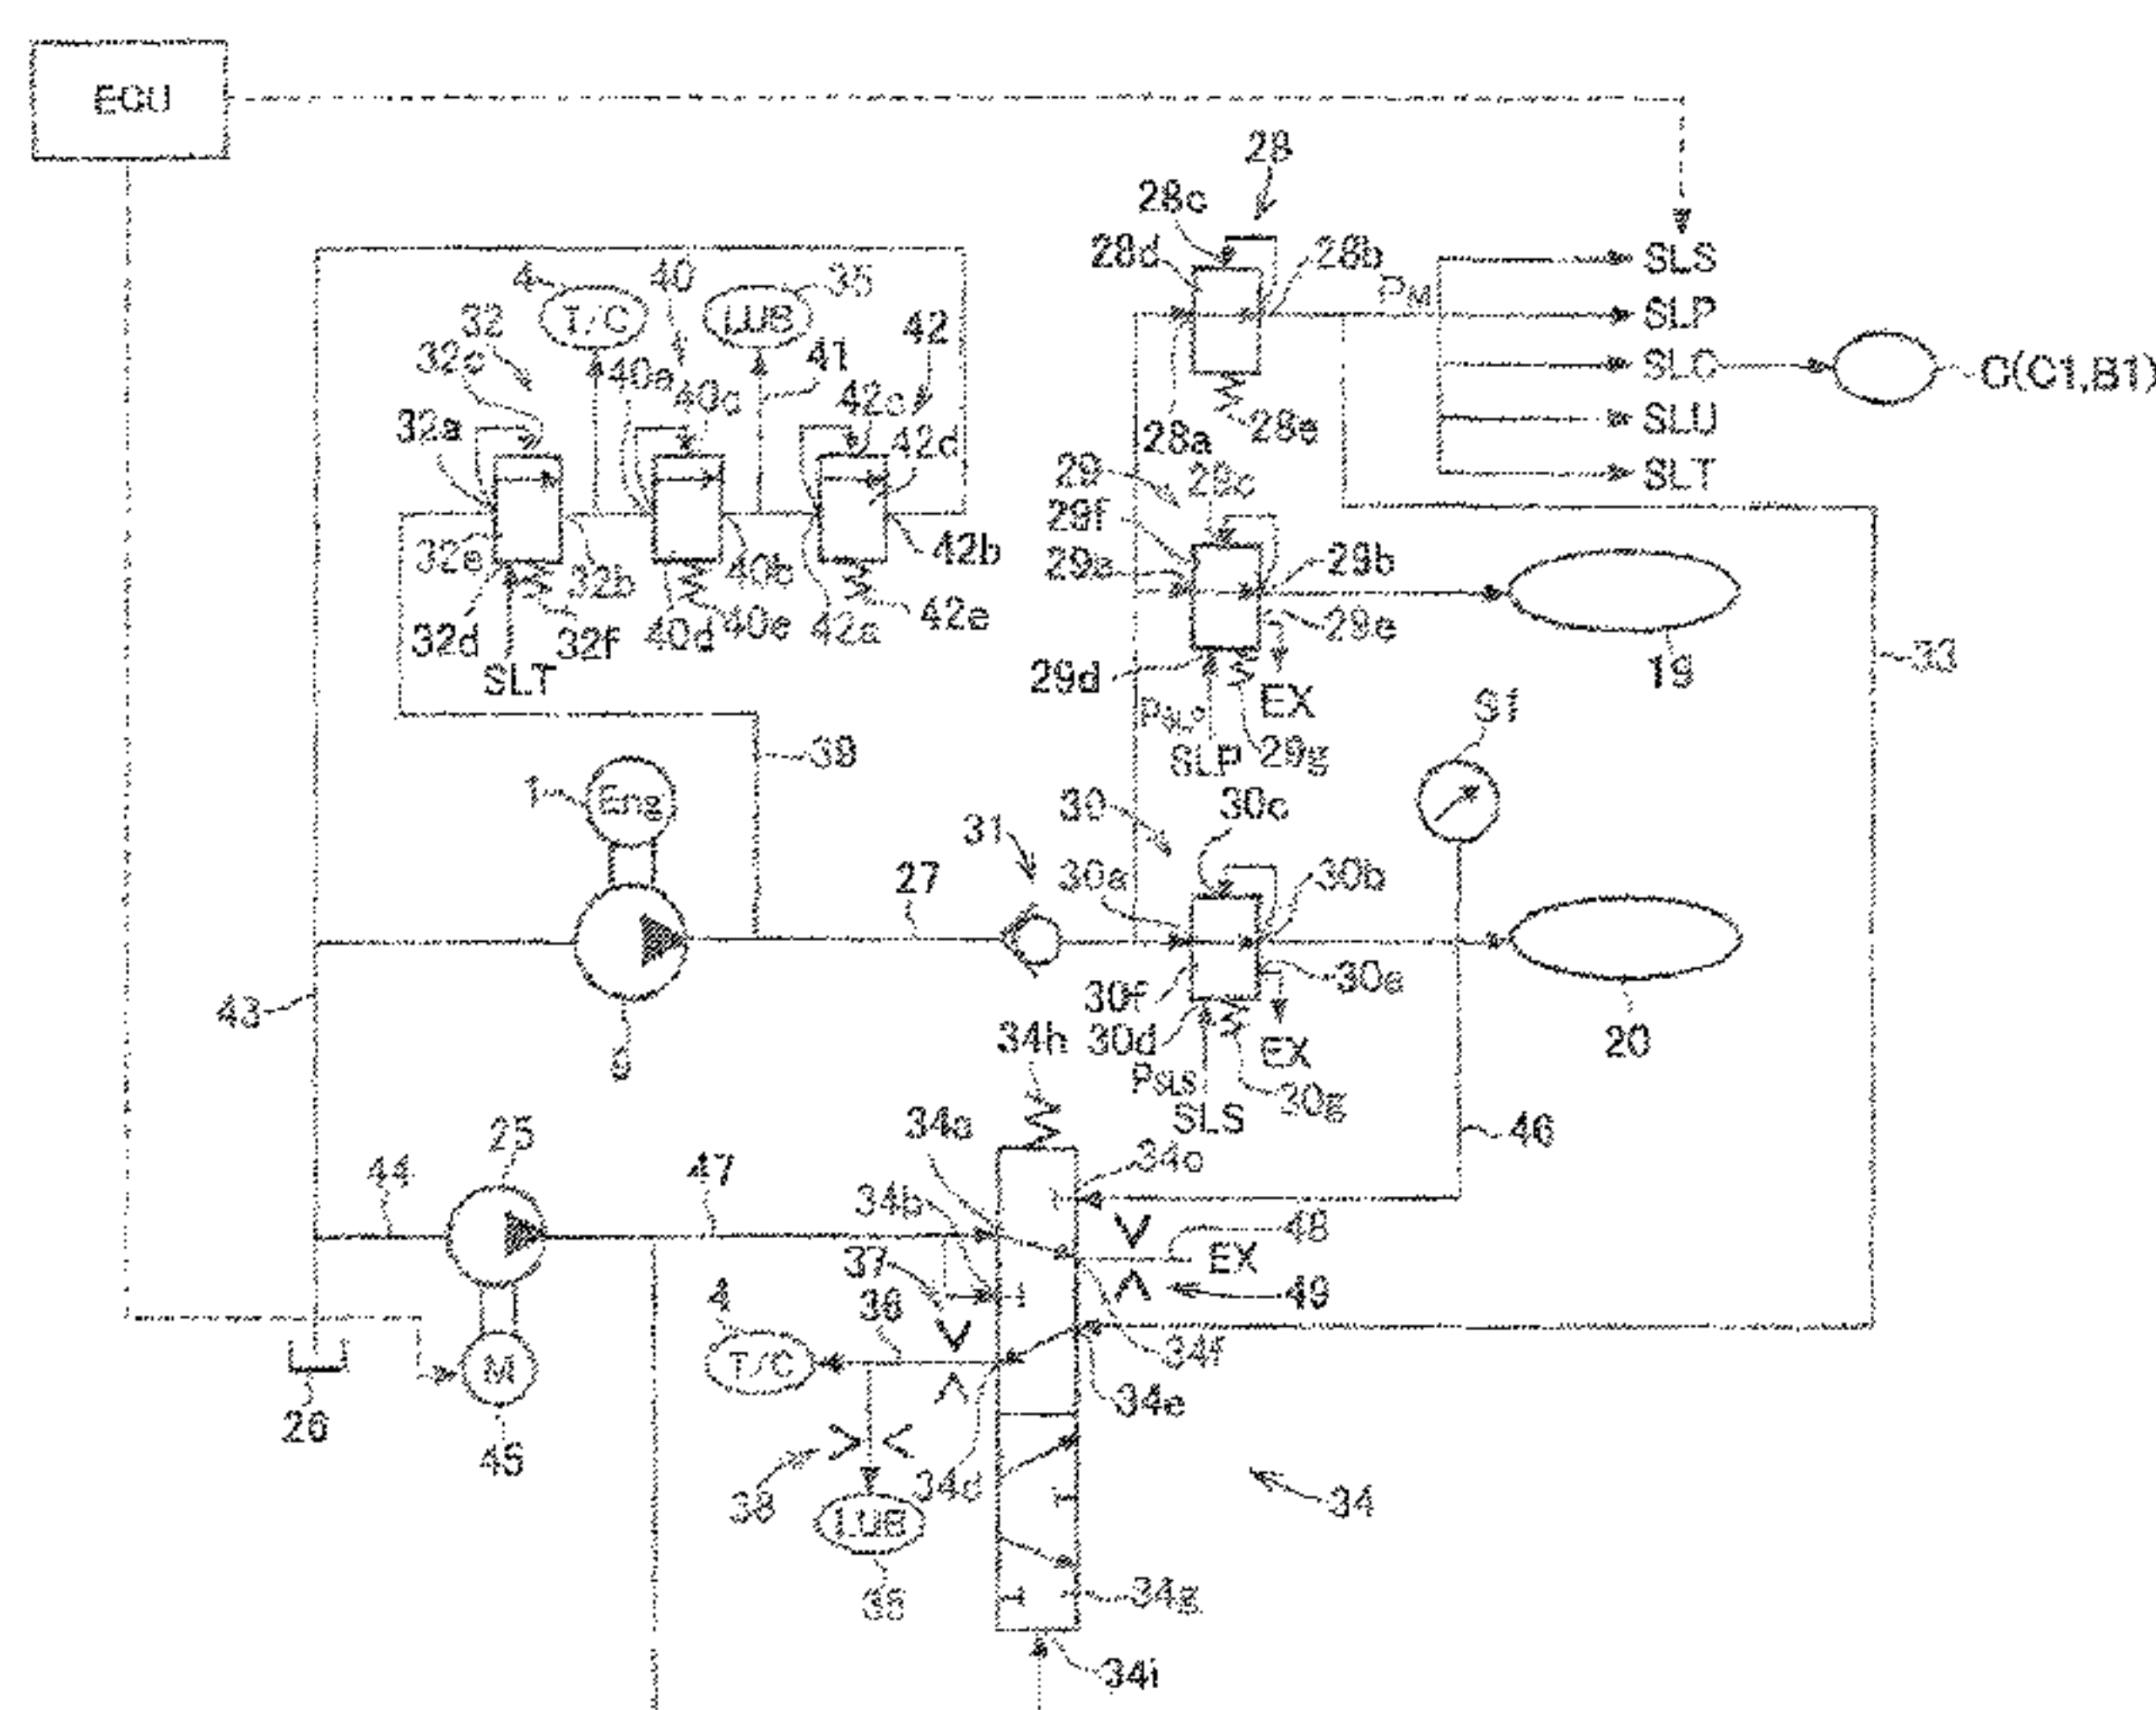 ECU
28
28c
28d
28b
PM
SLS
SLP
SLC
SLU
SLT
C(C1,B1)
28a
28e
4
T/C
40
LUB
35
32
32c
40a
40c
41
42
42c
42d
32a
32e
32b
40b
42b
32d
32f
40d
40e
42a
42e
SLT
29
29c
29f
29a
29b
29e
19
33
29d
EX
SLP
29g
S1
39
1
Eng
30
30c
31
27
30a
30b
30e
30f
30d
EX
20
43
6
34h
PSLS
SLS
30g
34a
34c
46
25
44
47
34b
48
EX
37
36
49
4
T/C
34f
34e
M
26
45
38
34d
34
LUB
35
34g
34i